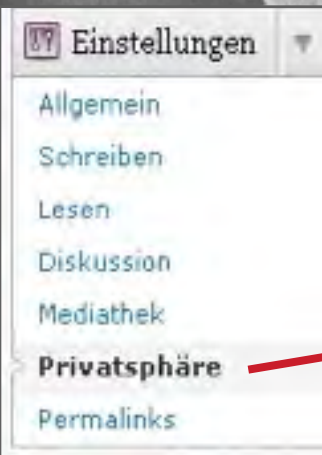 Einstellungen
Allgemein
Schreiben
Lesen
Diskussion
Mediathek
Privatsphäre
Permalinks